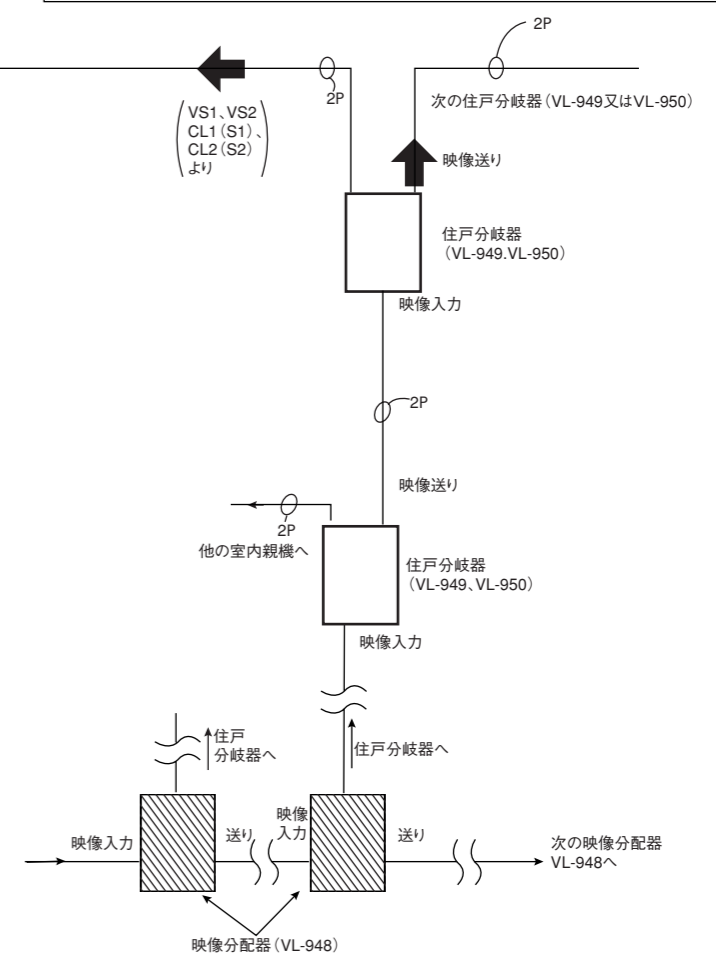 2P
2P
次の住戸分岐器（VL-949又はVL-950）
VS1、VS2
CL1（S1）、
CL2（S2）
より
映像送り
住戸分岐器
（VL-949.VL-950）
映像入力
2P
映像送り
2P
他の室内親機へ
住戸分岐器
（VL-949、VL-950）
映像入力
住戸
分岐器へ
住戸分岐器へ
映像入力
送り
映像
入力
送り
次の映像分配器
VL-948へ
映像分配器（VL-948）